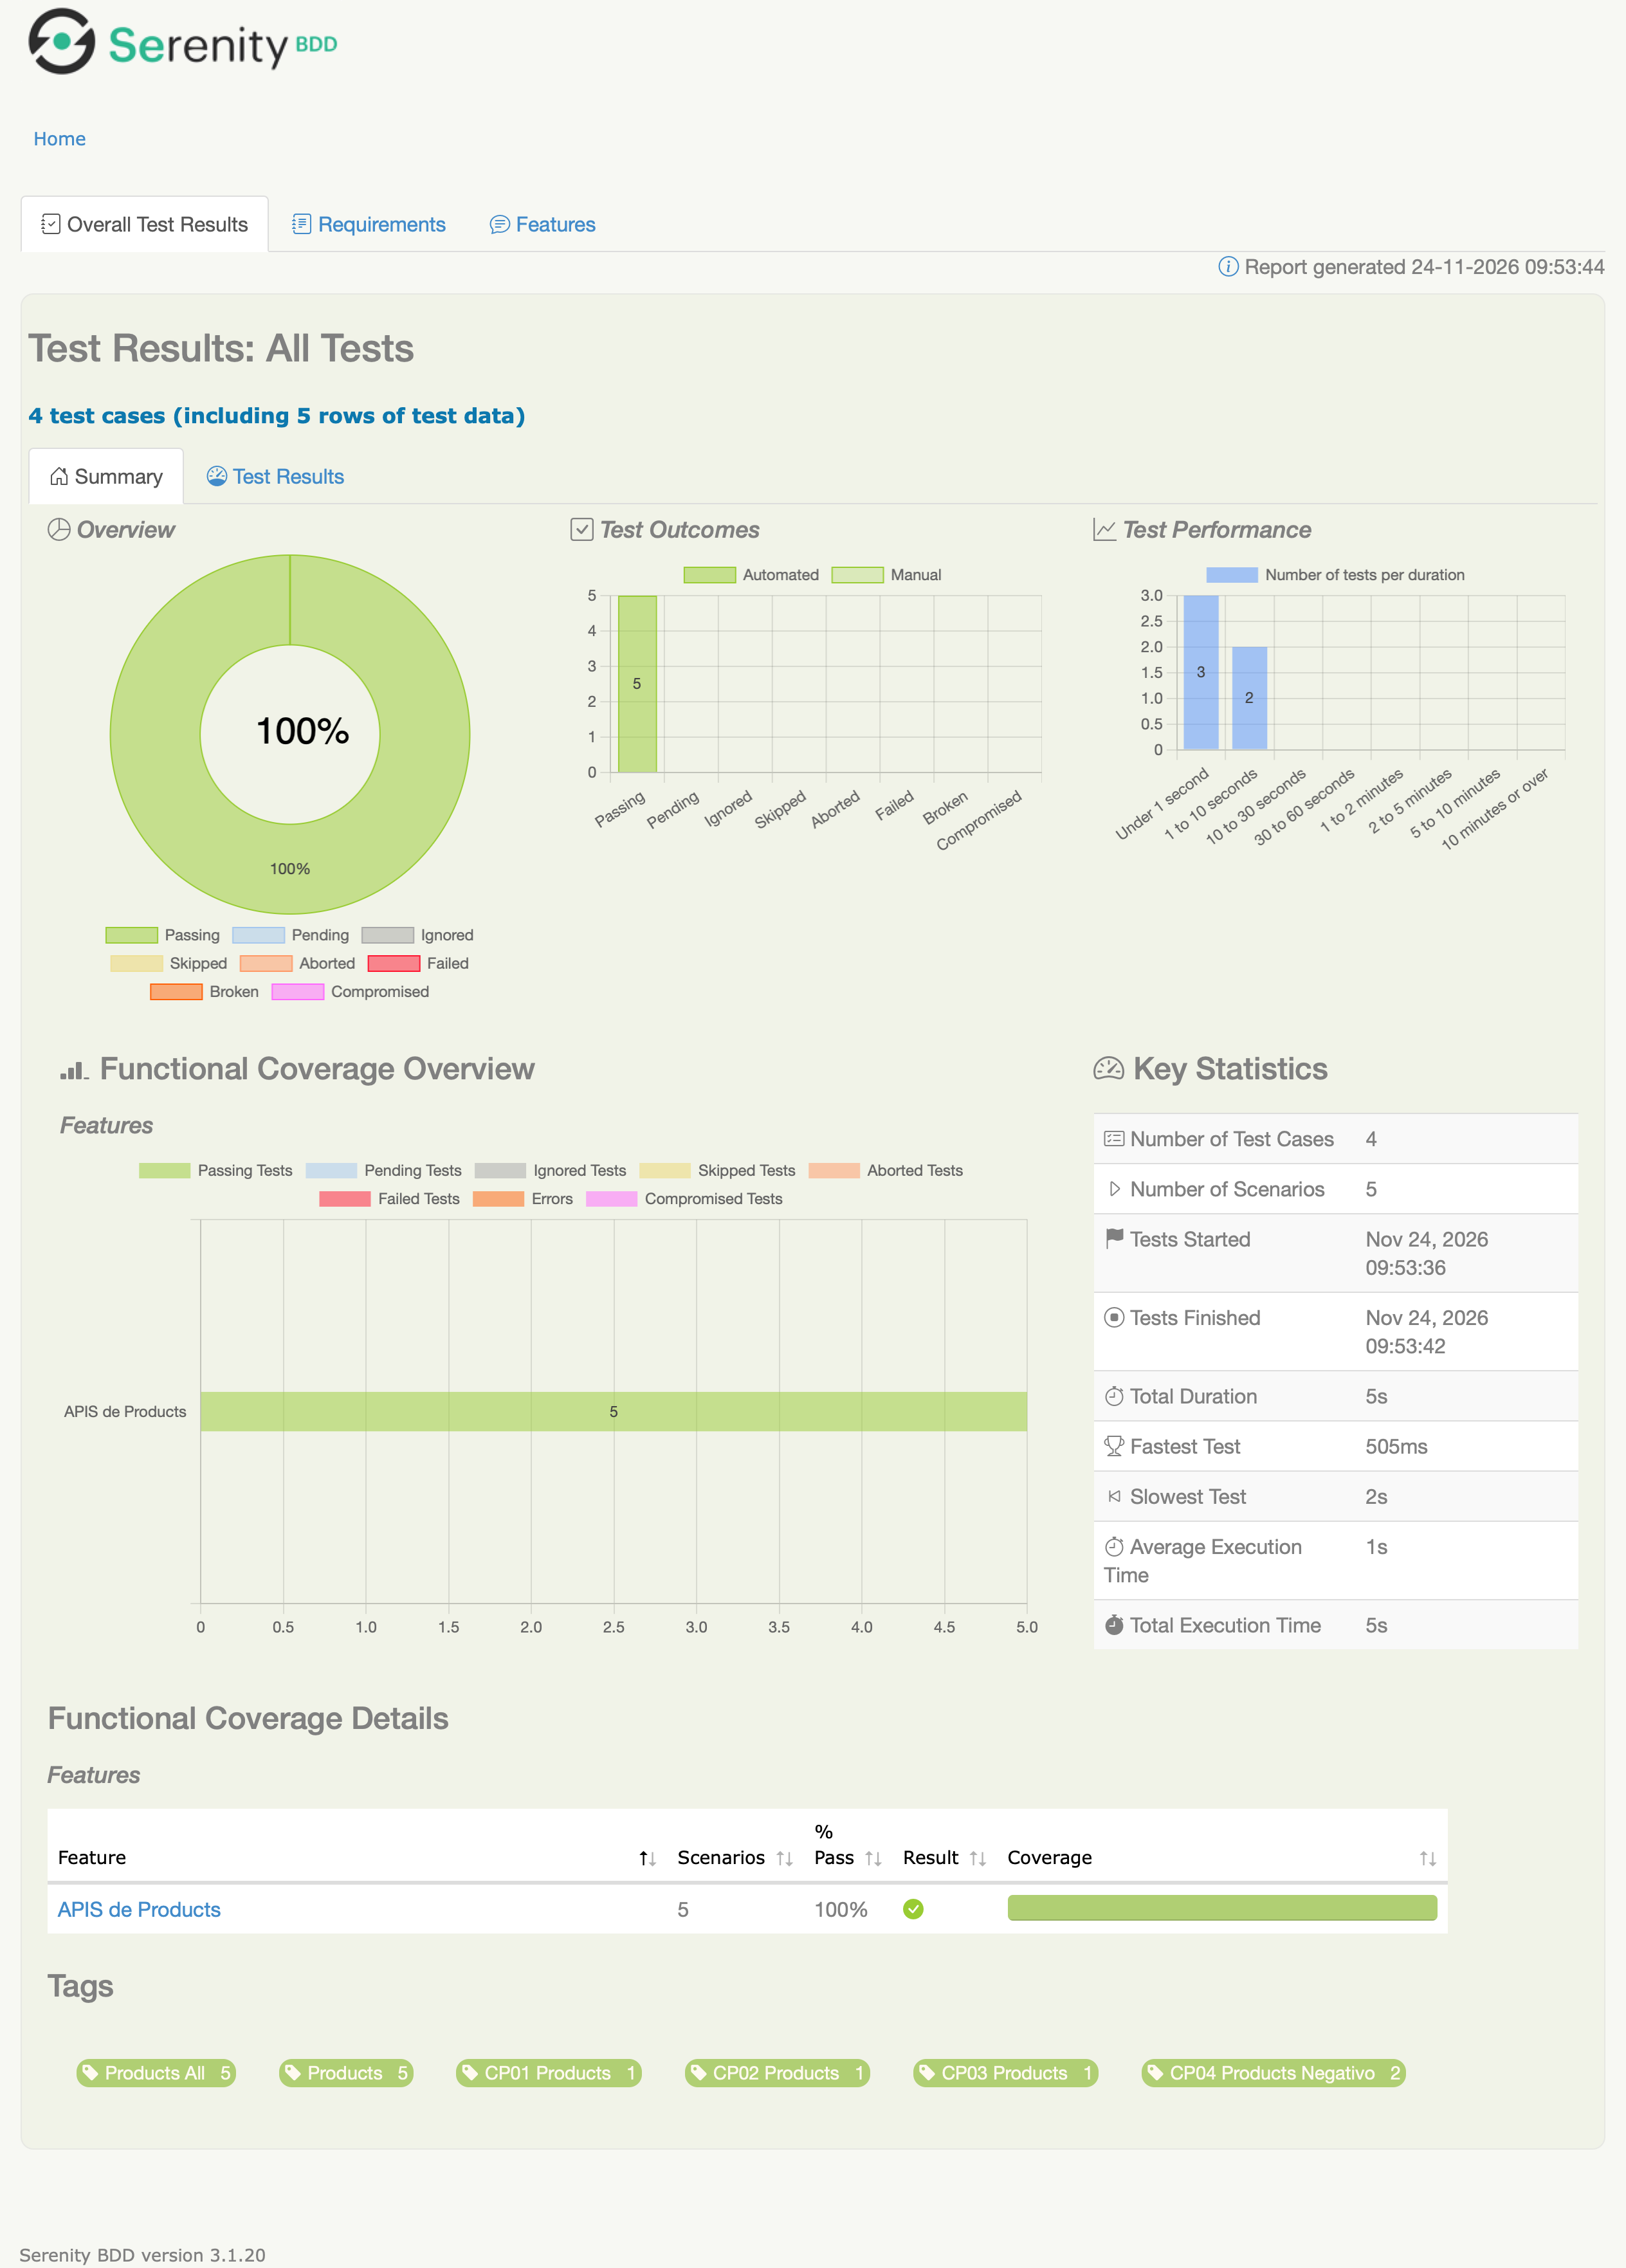 Serenity BDD
Home
Overall Test Results
Requirements
Features
Report generated 24-11-2026 09:53:44
Test Results: All Tests
4 test cases (including 5 rows of test data)
Summary
Test Results
Overview
100%
100%
Passing
Pending
Ignored
Skipped
Aborted
Failed
Broken
Compromised
Test Outcomes
Automated
Manual
5
4
3
2
1
0
5
Passing
Pending
Ignored
Skipped
Aborted
Failed
Broken
Compromised
Test Performance
Number of tests per duration
3.0
2.5
2.0
1.5
1.0
0.5
0
3
2
Under 1 second
1 to 10 seconds
10 to 30 seconds
30 to 60 seconds
1 to 2 minutes
2 to 5 minutes
5 to 10 minutes
10 minutes or over
Functional Coverage Overview
Features
Passing Tests
Pending Tests
Ignored Tests
Skipped Tests
Aborted Tests
Failed Tests
Errors
Compromised Tests
APIS de Products
5
0
0.5
1.0
1.5
2.0
2.5
3.0
3.5
4.0
4.5
5.0
Key Statistics
Number of Test Cases 4
Number of Scenarios 5
Tests Started Nov 24, 2026
09:53:36
Tests Finished Nov 24, 2026
09:53:42
Total Duration 5s
Fastest Test 505ms
Slowest Test 2s
Average Execution 1s
Time
Total Execution Time 5s
Functional Coverage Details
Features
Feature Scenarios % Pass Result Coverage
APIS de Products 5 100%
Tags
Products All 5
Products 5
CP01 Products 1
CP02 Products 1
CP03 Products 1
CP04 Products Negativo 2
Serenity BDD version 3.1.20